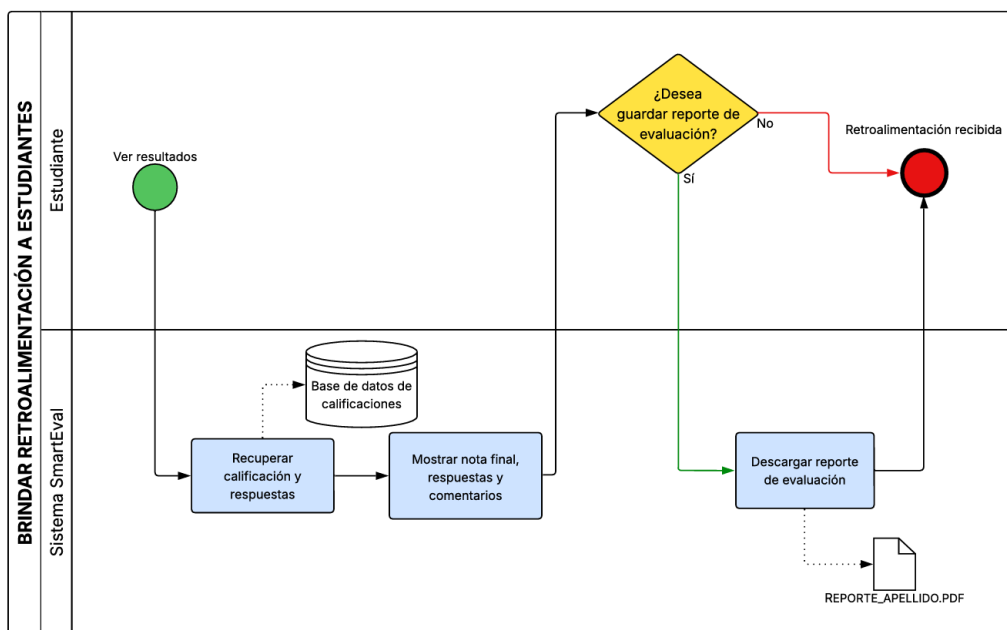 BRINDAR RETROALIMENTACIÓN A ESTUDIANTES
Estudiante
Ver resultados
¿Desea
guardar reporte de
evaluación?
No
Sí
Retroalimentación recibida
Sistema SmartEval
Base de datos de
calificaciones
Recuperar
calificación y
respuestas
Mostrar nota final,
respuestas y
comentarios
Descargar reporte
de evaluación
REPORTE_APELLIDO.PDF